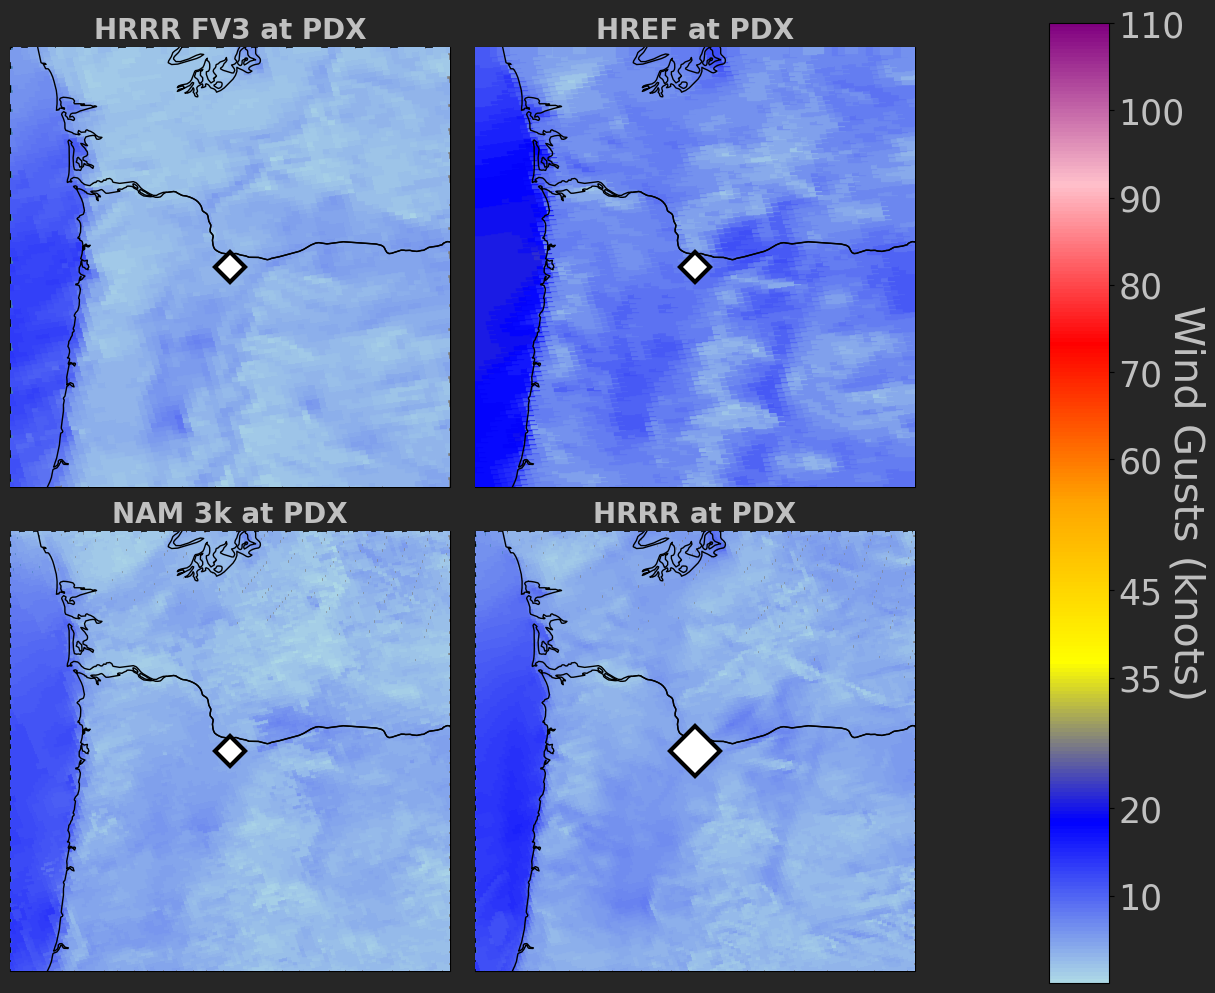 HRRR FV3 at PDX
HREF at PDX
NAM 3k at PDX
HRRR at PDX
110
100
90
80
70
60
45
35
20
10
Wind Gusts (knots)